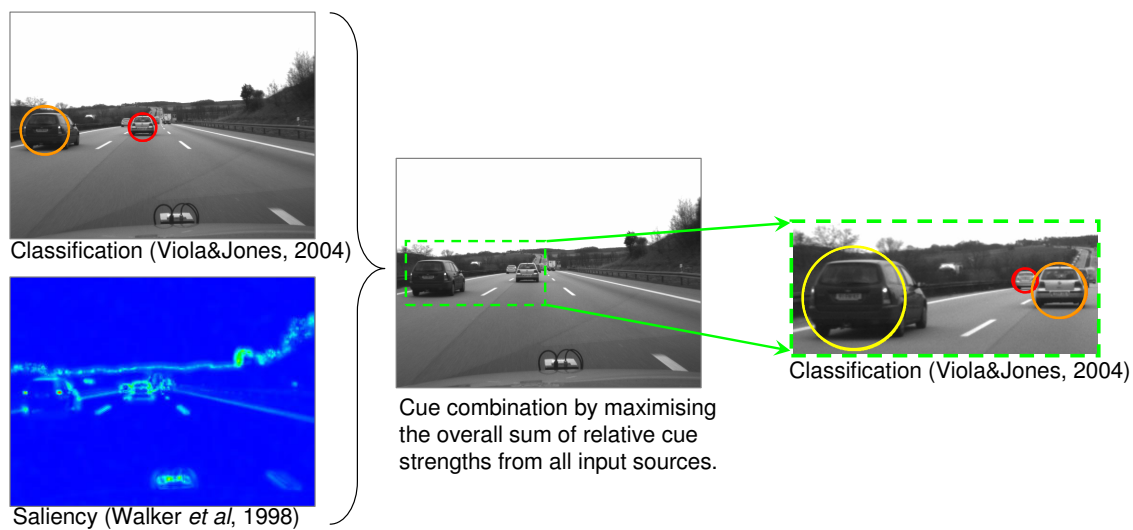 Classification (Viola&Jones, 2004)
Saliency (Walker et al, 1998)
Cue combination by maximising
the overall sum of relative cue
strengths from all input sources.
Classification (Viola&Jones, 2004)